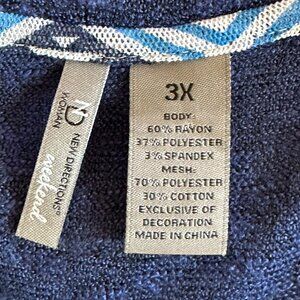 ND
NEW DIRECTIONS®
WOMAN
weekend
3X
BODY:
60% RAYON
37% POLYESTER
3% SPANDEX
MESH:
70% POLYESTER
30% COTTON
EXCLUSIVE OF
DECORATION
MADE IN CHINA